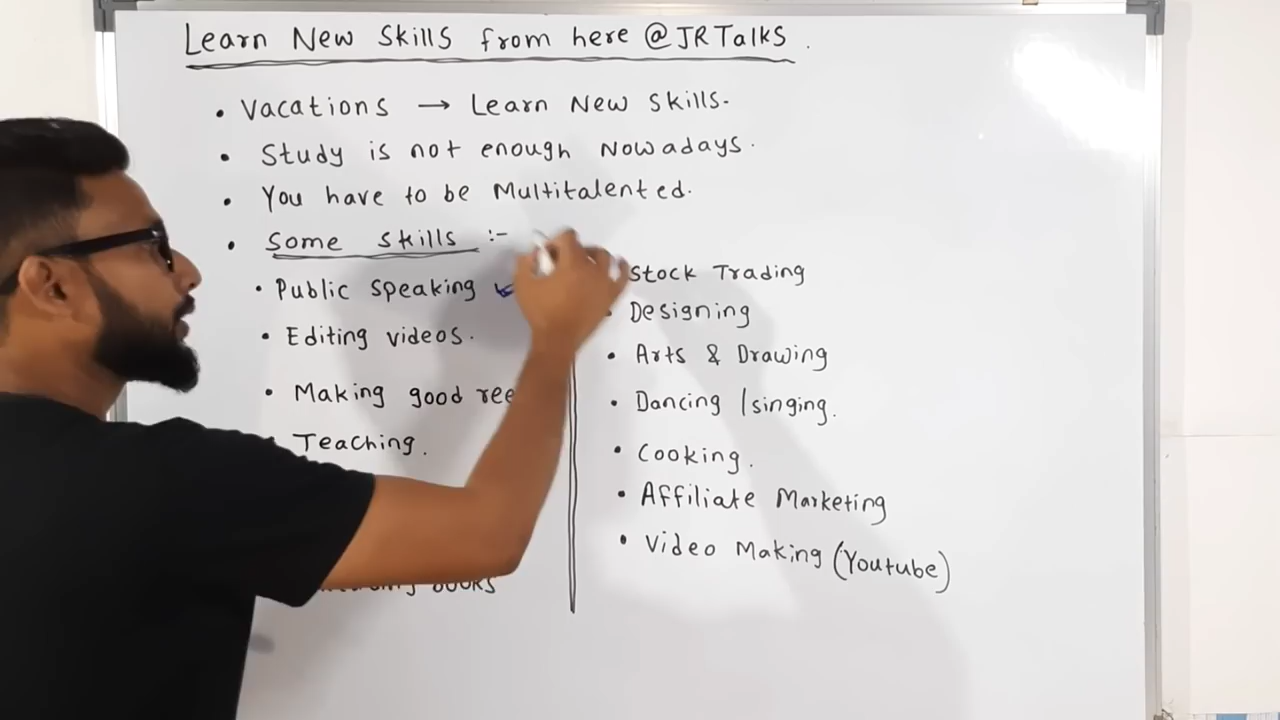 Learn New Skills from here @JRTalks.
• Vacations → Learn New Skills.
• Study is not enough Nowadays.
• You have to be Multitalented.
• Some skills :-
• Public speaking
• Editing videos.
• Making good
• Teaching.
Books
Stock Trading
• Designing
• Arts & Drawing
• Dancing /singing.
• Cooking.
• Affiliate Marketing
• Video Making (Youtube)